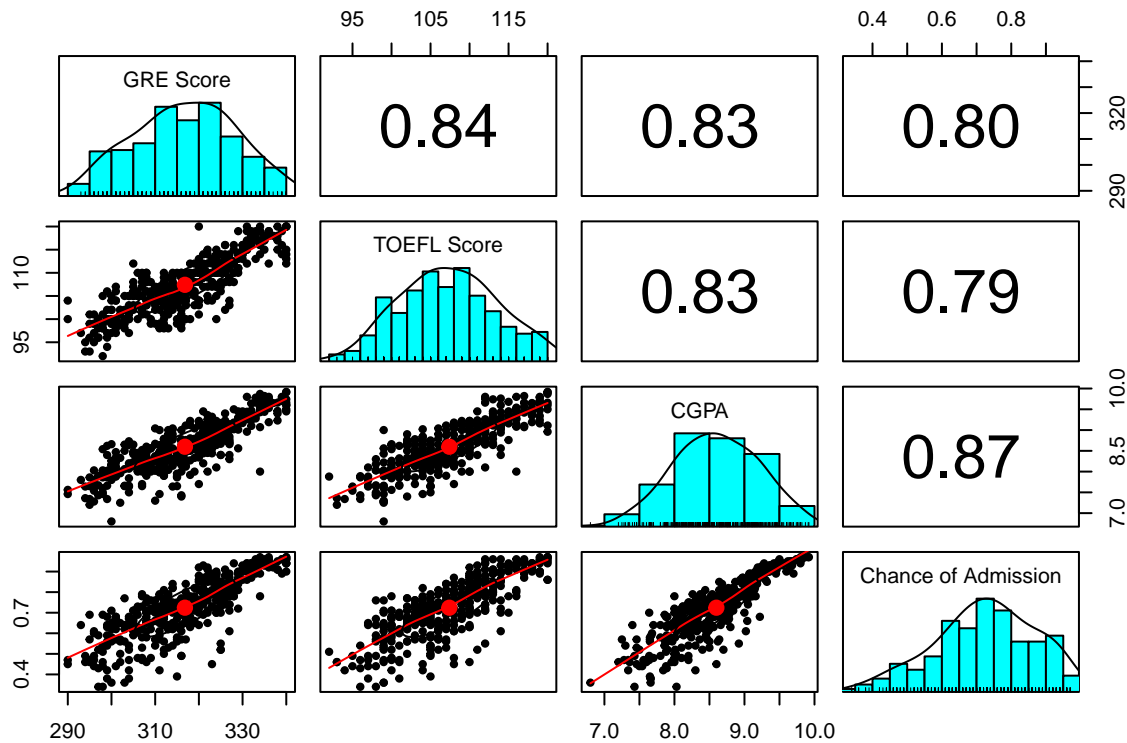 95 107 115 0.4 0.6 0.8
GRE Score 0.84 0.83 0.80 290 320
110 95 TOEFL Score 0.83 0.79
CGPA 0.87 7.0 8.5 10.0
0.7 0.4 Chance of Admission
290 310 330 7.0 8.0 9.0 10.0